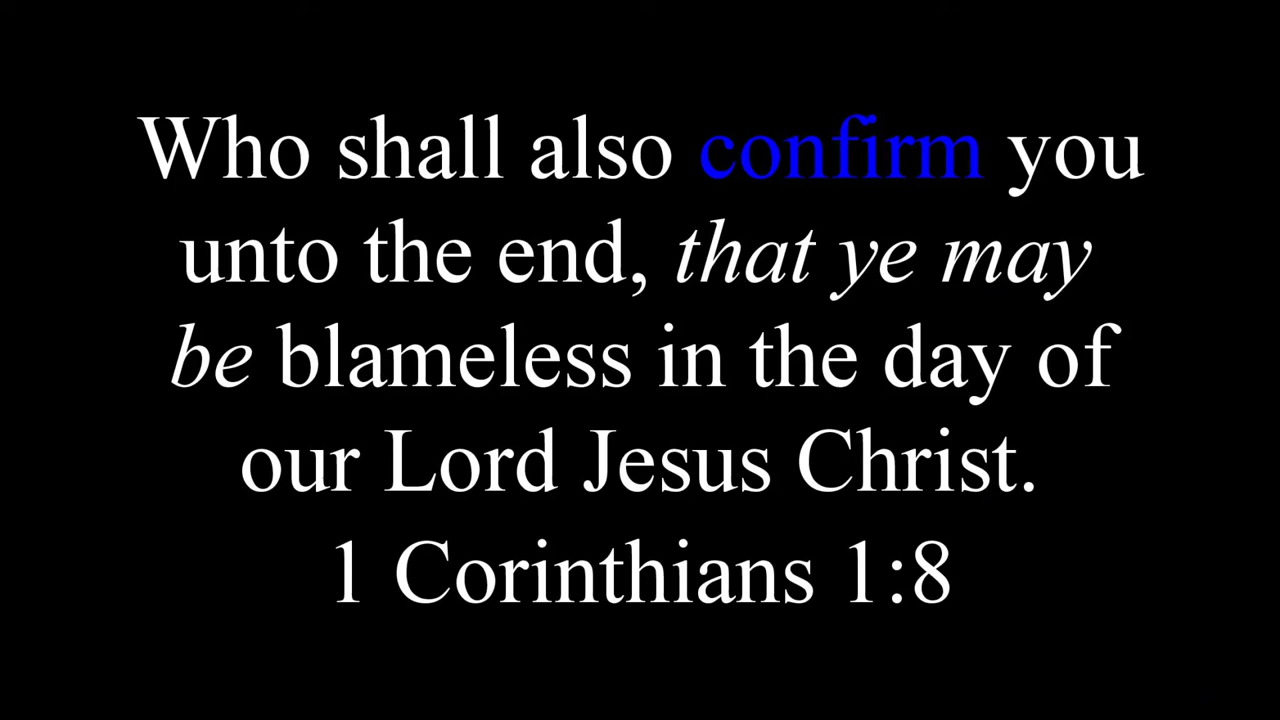 Who shall also confirm you
unto the end, that ye may
be blameless in the day of
our Lord Jesus Christ.
1 Corinthians 1:8